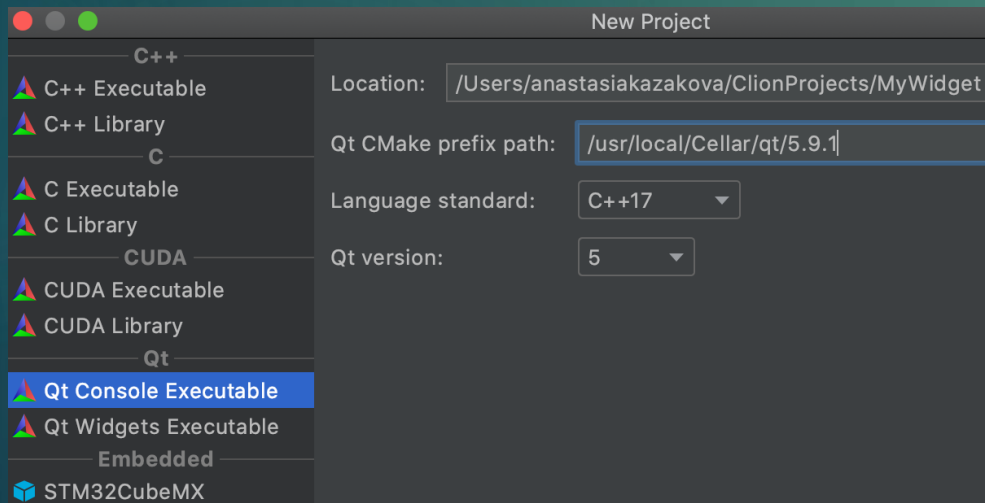 New Project
C++
C++ Executable
C++ Library
C
C Executable
C Library
CUDA
CUDA Executable
CUDA Library
Qt
Qt Console Executable
Qt Widgets Executable
Embedded
STM32CubeMX
Location: /Users/anastasiakazakova/ClionProjects/MyWidget
Qt CMake prefix path: /usr/local/Cellar/qt/5.9.1
Language standard: C++17
Qt version: 5